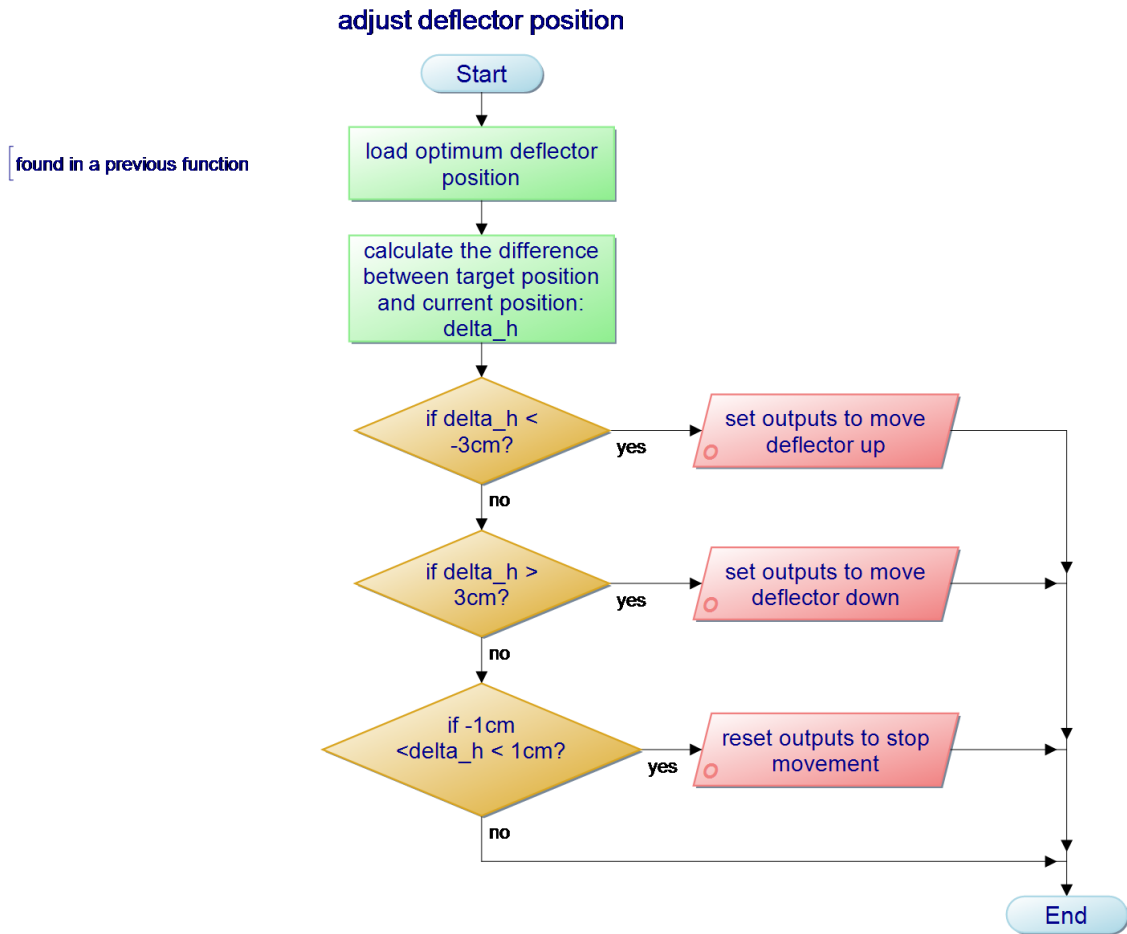 adjust deflector position
Start
found in a previous function
load optimum deflector
position
calculate the difference
between target position
and current position:
delta_h
if delta_h <
-3cm?
yes
set outputs to move
deflector up
no
if delta_h >
3cm?
yes
set outputs to move
deflector down
no
if -1cm
<delta_h < 1cm?
yes
reset outputs to stop
movement
no
End